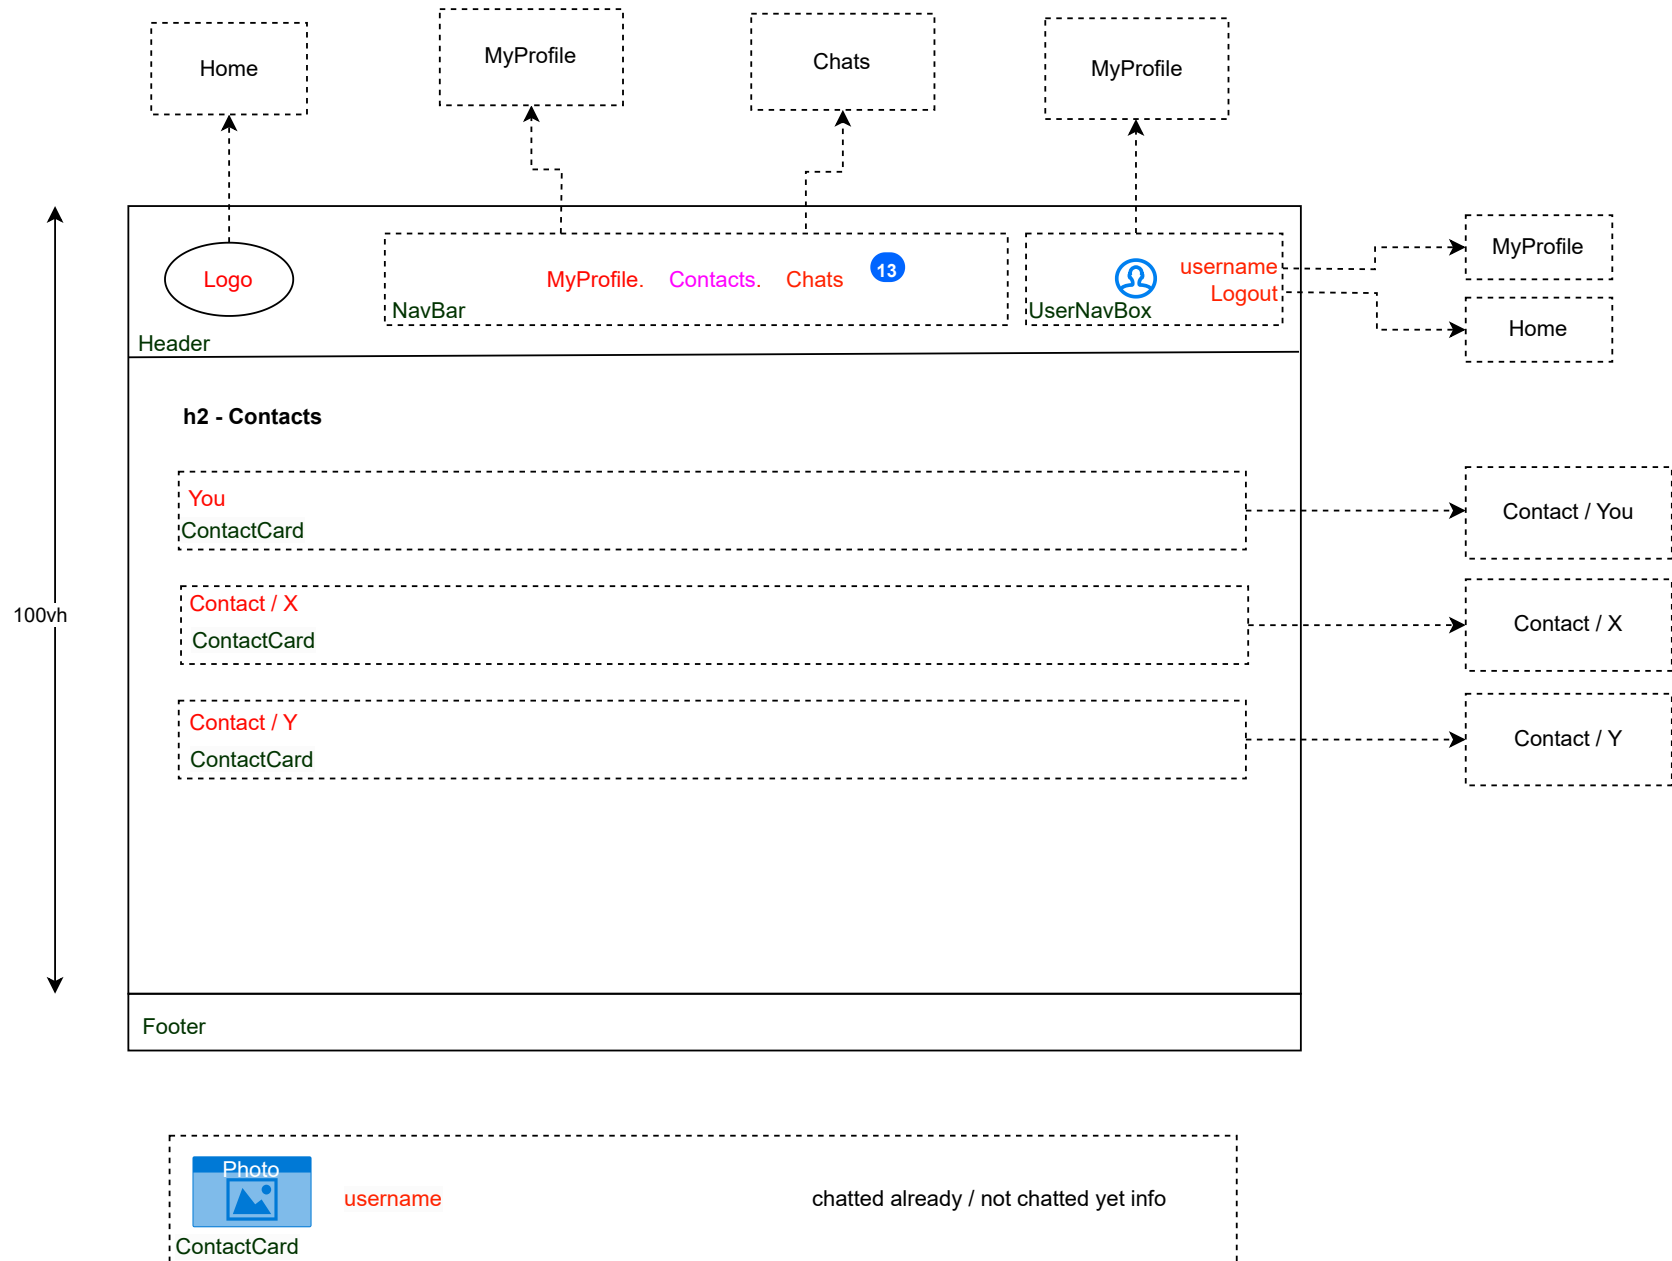 Home
MyProfile
Chats
MyProfile
Logo
MyProfile.
Contacts.
Chats
13
NavBar
username
Logout
UserNavBox
MyProfile
Home
Header
h2 - Contacts
You
ContactCard
Contact / You
Contact / X
ContactCard
Contact / X
100vh
Contact / Y
ContactCard
Contact / Y
Footer
Photo
username
chatted already / not chatted yet info
ContactCard